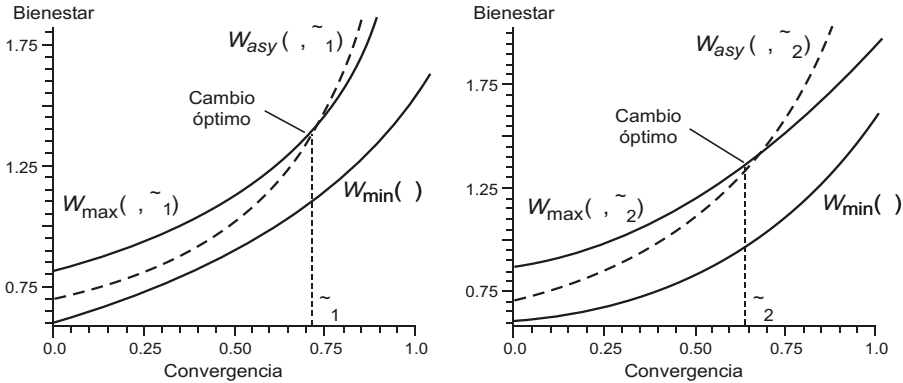 Bienestar
1.75
1.25
0.75
0.0 0.25 0.50 0.75 1.0
Convergencia
Wasy( , ~1)
Cambio
óptimo
Wmax( , ~1)
Wmin( )
~1
Bienestar
1.75
1.25
0.75
0.0 0.25 0.50 0.75 1.0
Convergencia
Wasy( , ~2)
Cambio
óptimo
Wmax( , ~2)
Wmin( )
~2